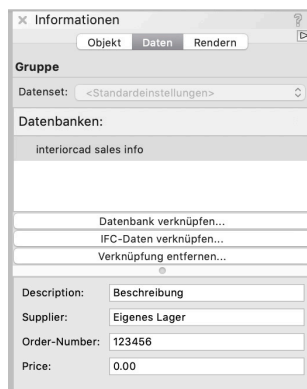 Informationen
?
Objekt Daten Rendern
Gruppe
Datenset: <Standardeinstellungen>
Datenbanken:
interiorcad sales info
Datenbank verknüpfen...
IFC-Daten verknüpfen...
Verknüpfung entfernen...
Description: Beschreibung
Supplier: Eigenes Lager
Order-Number: 123456
Price: 0.00